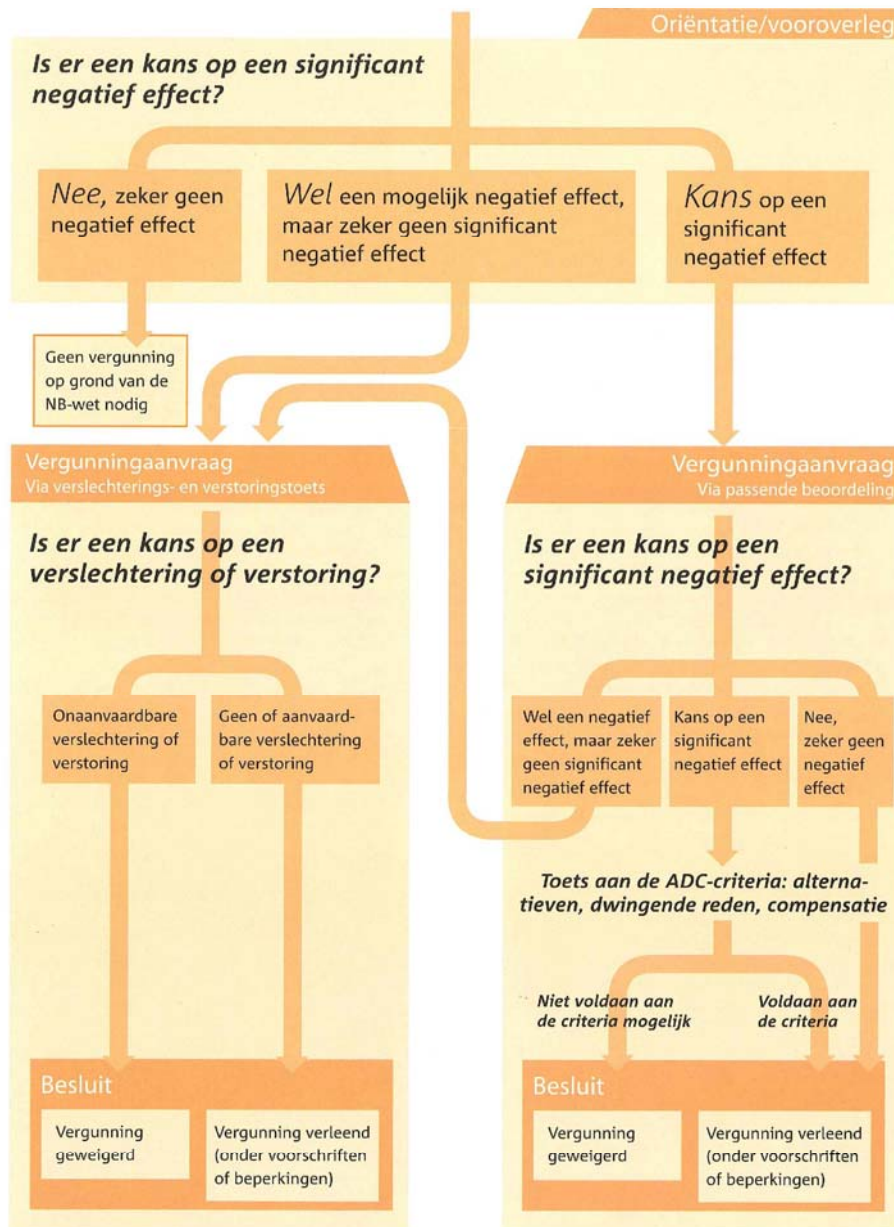 Oriëntatie/vooroverleg
Is er een kans op een significant
negatief effect?
Nee, zeker geen
negatief effect
Wel een mogelijk negatief effect,
maar zeker geen significant
negatief effect
Kans op een
significant
negatief effect
Geen vergunning
op grond van de
NB-wet nodig
Vergunningaanvraag
Via verslechterings- en verstoringstoets
Is er een kans op een
verslechtering of verstoring?
Onaanvaardbare
verslechtering of
verstoring
Geen of aanvaard-
bare verslechtering
of verstoring
Besluit
Vergunning
geweigerd
Vergunning verleend
(onder voorschriften
of beperkingen)
Vergunningaanvraag
Via passende beoordeling
Is er een kans op een
significant negatief effect?
Wel een negatief
effect, maar zeker
geen significant
negatief effect
Kans op een
significant
negatief effect
Nee,
zeker geen
negatief
effect
Toets aan de ADC-criteria: alterna-
tieven, dwingende reden, compensatie
Niet voldaan aan
de criteria mogelijk
Voldaan aan
de criteria
Besluit
Vergunning
geweigerd
Vergunning verleend
(onder voorschriften
of beperkingen)